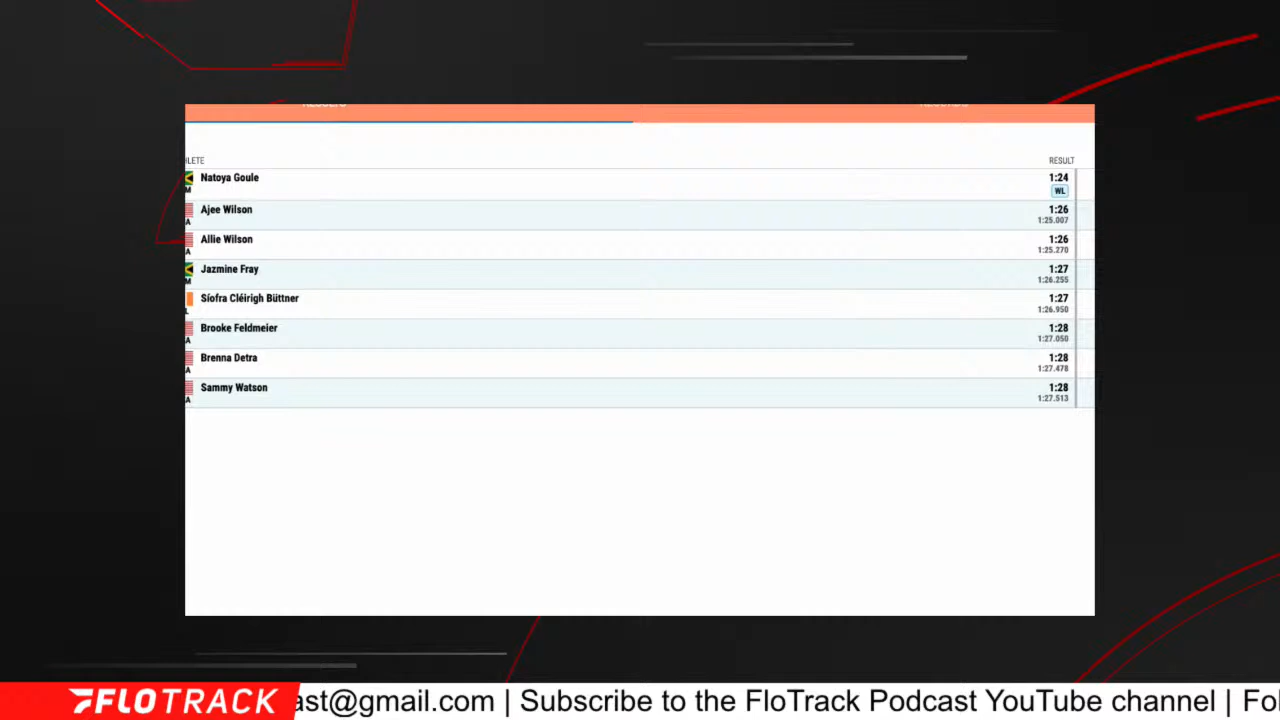 RESULTS
HLETE RESULT
Natoya Goule 1:24
M WL
Ajee Wilson 1:26
A 1:25.007
Allie Wilson 1:26
A 1:25.270
Jazmine Fray 1:27
M 1:26.255
Síofra Cléirigh Büttner 1:27
L 1:26.950
Brooke Feldmeier 1:28
A 1:27.050
Brenna Detra 1:28
A 1:27.478
Sammy Watson 1:28
A 1:27.513
FLOTRACK ast@gmail.com | Subscribe to the FloTrack Podcast YouTube channel | Fol